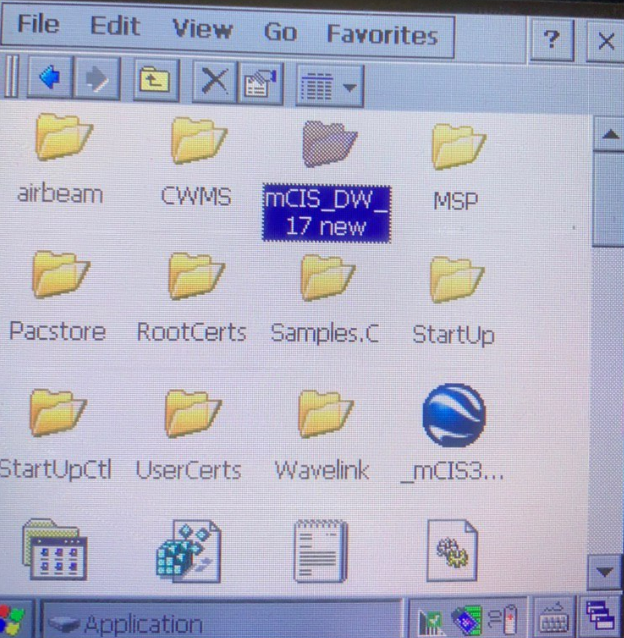 File Edit View Go Favorites ? ×
airbeam CWMS mCIS_DW_ MSP
17 new
Pacstore RootCerts Samples.C StartUp
StartUpCtl UserCerts Wavelink _mCIS3...
Application